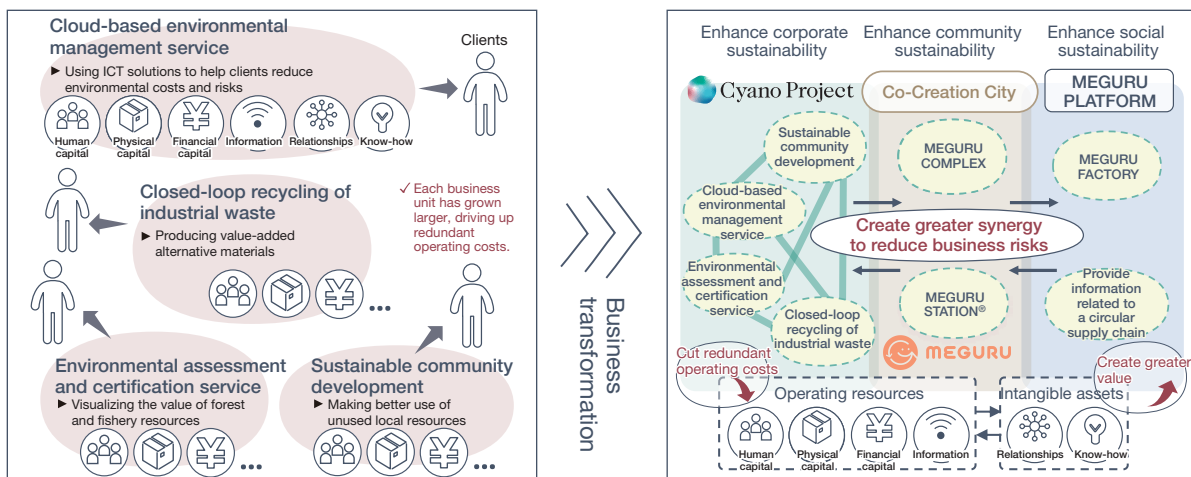 Cloud-based environmental
management service
► Using ICT solutions to help clients reduce
environmental costs and risks
Clients
Human
capital
Physical
capital
Financial
capital
Information
Relationships
Know-how
Closed-loop recycling of
industrial waste
► Producing value-added
alternative materials
...
✓ Each business
unit has grown
larger, driving up
redundant
operating costs.
Environmental assessment
and certification service
► Visualizing the value of forest
and fishery resources
...
Sustainable community
development
► Making better use of
unused local resources
...
Business
transformation
Enhance corporate
sustainability
Enhance community
sustainability
Enhance social
sustainability
Cyano Project
Co-Creation City
MEGURU
PLATFORM
Sustainable
community
development
Cloud-based environmental
management
service
Environmental
assessment and
certification
service
Closed-loop
recycling of
industrial waste
MEGURU
COMPLEX
MEGURU
FACTORY
Create greater synergy
to reduce business risks
MEGURU
STATION®
MEGURU
Provide
information
related to
a circular
supply chain
Cut redundant
operating costs
Create greater
value
Operating resources
Human
capital
Physical
capital
Financial
capital
Information
Intangible assets
Relationships
Know-how